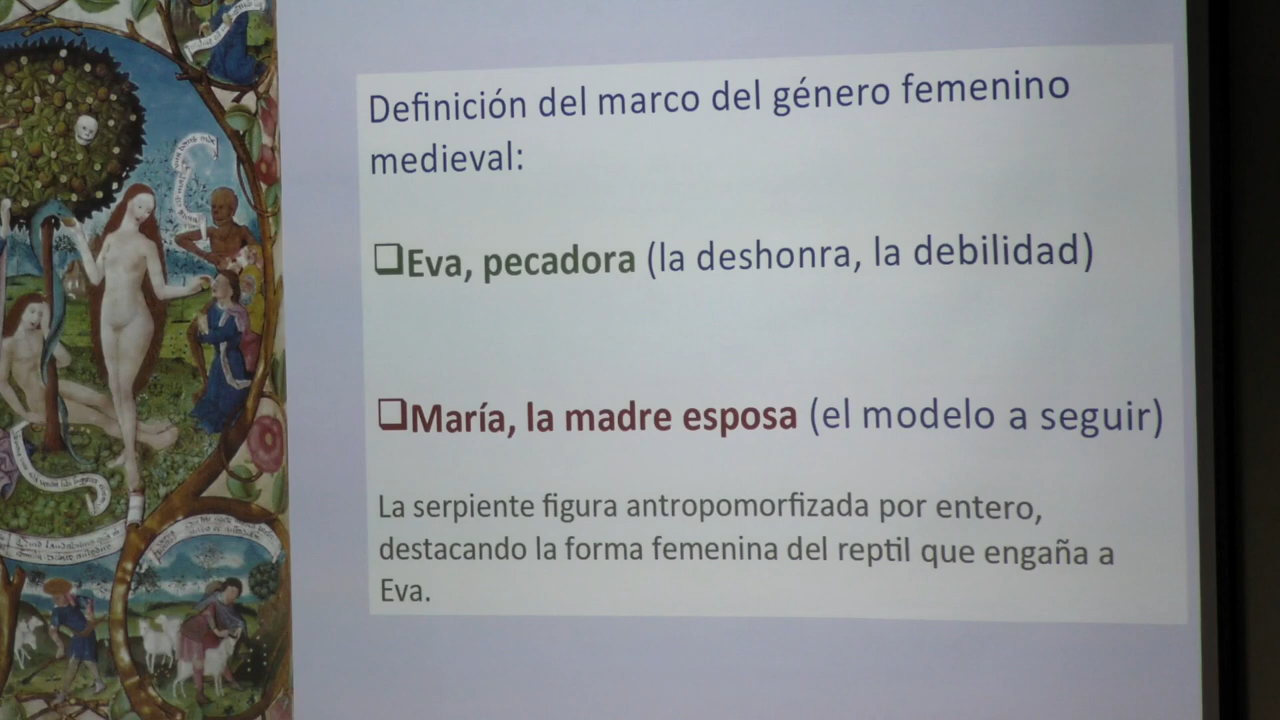 Definición del marco del género femenino
medieval:
Eva, pecadora (la deshonra, la debilidad)
María, la madre esposa (el modelo a seguir)
La serpiente figura antropomorfizada por entero,
destacando la forma femenina del reptil que engaña a
Eva.